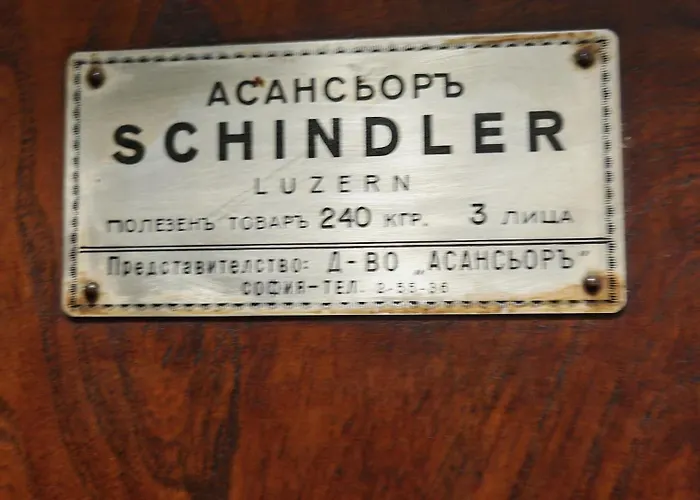 АСАНСЬОРЪ
SCHINDLER
LUZERN
ПОЛЕЗЕНЪ ТОВАРЪ 240 КГР. 3 ЛИЦА
Представителство: Д-ВО „АСАНСЬОРЪ“
СОФИЯ-ТЕЛ. 2-55-36